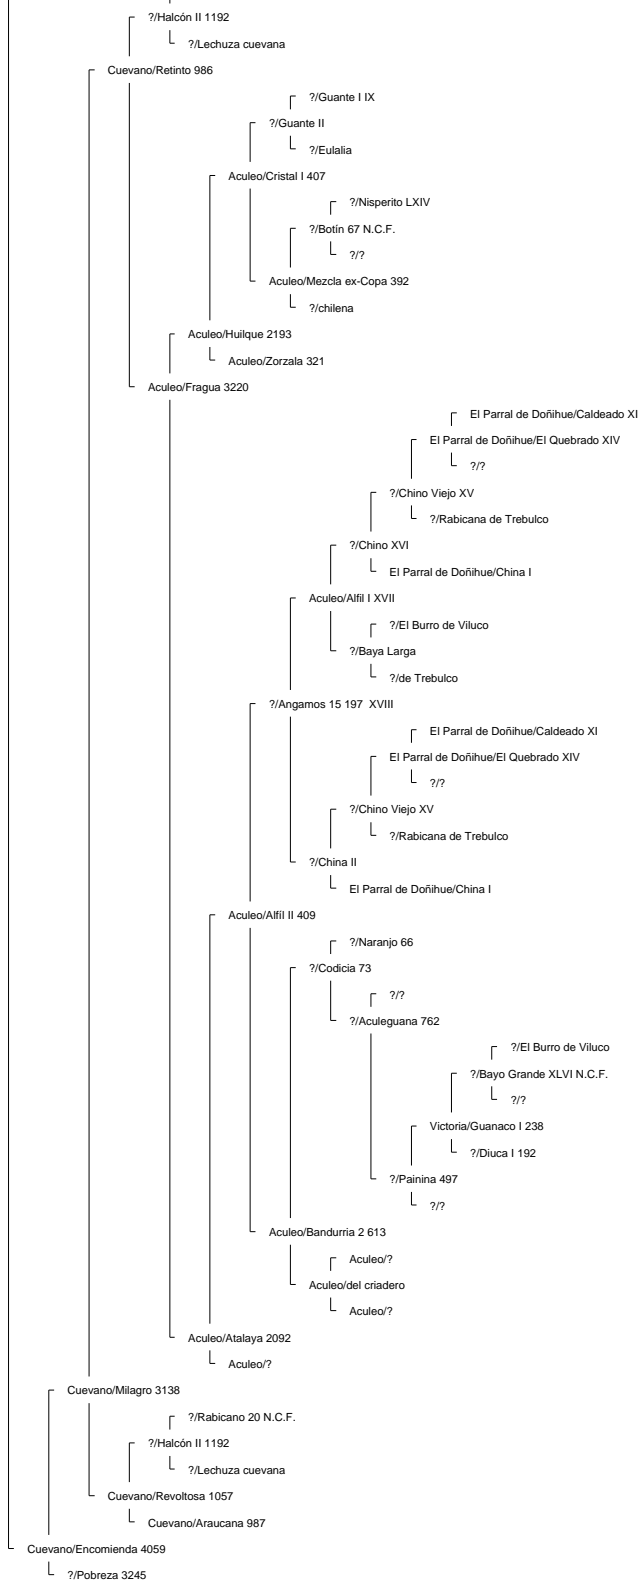 ?/Halcón II 1192
?/Lechuza cuevana
Cuevano/Retinto 986
?/Guante I IX
?/Guante II
?/Eulalia
Aculeo/Cristal I 407
?/Nisperito LXIV
?/Botín 67 N.C.F.
?/?
Aculeo/Mezcla ex-Copa 392
?/chilena
Aculeo/Huilque 2193
Aculeo/Zorzala 321
Aculeo/Fragua 3220
El Parral de Doñihue/Caldeado XI
El Parral de Doñihue/El Quebrado XIV
?/?
?/Chino Viejo XV
?/Rabicana de Trebulco
?/Chino XVI
El Parral de Doñihue/China I
Aculeo/Alfil I XVII
?/El Burro de Viluco
?/Baya Larga
?/de Trebulco
?/Angamos 15 197 XVIII
El Parral de Doñihue/Caldeado XI
El Parral de Doñihue/El Quebrado XIV
?/?
?/Chino Viejo XV
?/Rabicana de Trebulco
?/China II
El Parral de Doñihue/China I
Aculeo/Alfíl II 409
?/Naranjo 66
?/Codicia 73
?/?
?/Aculeguana 762
?/El Burro de Viluco
?/Bayo Grande XLVI N.C.F.
?/?
Victoria/Guanaco I 238
?/Diuca I 192
?/Painina 497
?/?
Aculeo/Bandurria 2 613
Aculeo/?
Aculeo/del criadero
Aculeo/?
Aculeo/Atalaya 2092
Aculeo/?
Cuevano/Milagro 3138
?/Rabicano 20 N.C.F.
?/Halcón II 1192
?/Lechuza cuevana
Cuevano/Revoltosa 1057
Cuevano/Araucana 987
Cuevano/Encomienda 4059
?/Pobreza 3245